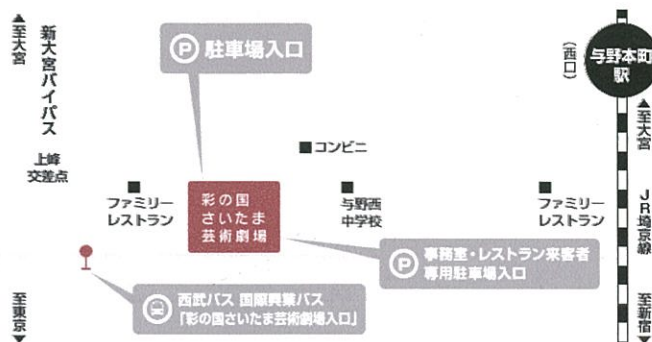 ▲至大宮
新大宮バイパス
上峰
交差点
至東京▼
P 駐車場入口
コンビニ
ファミリー
レストラン
彩の国
さいたま
芸術劇場
与野西
中学校
ファミリー
レストラン
P 事務室・レストラン来客者
専用駐車場入口
西武バス 国際興業バス
「彩の国さいたま芸術劇場入口」
(西口)
与野本町
駅
▲至大宮
JR埼京線
至新宿▼